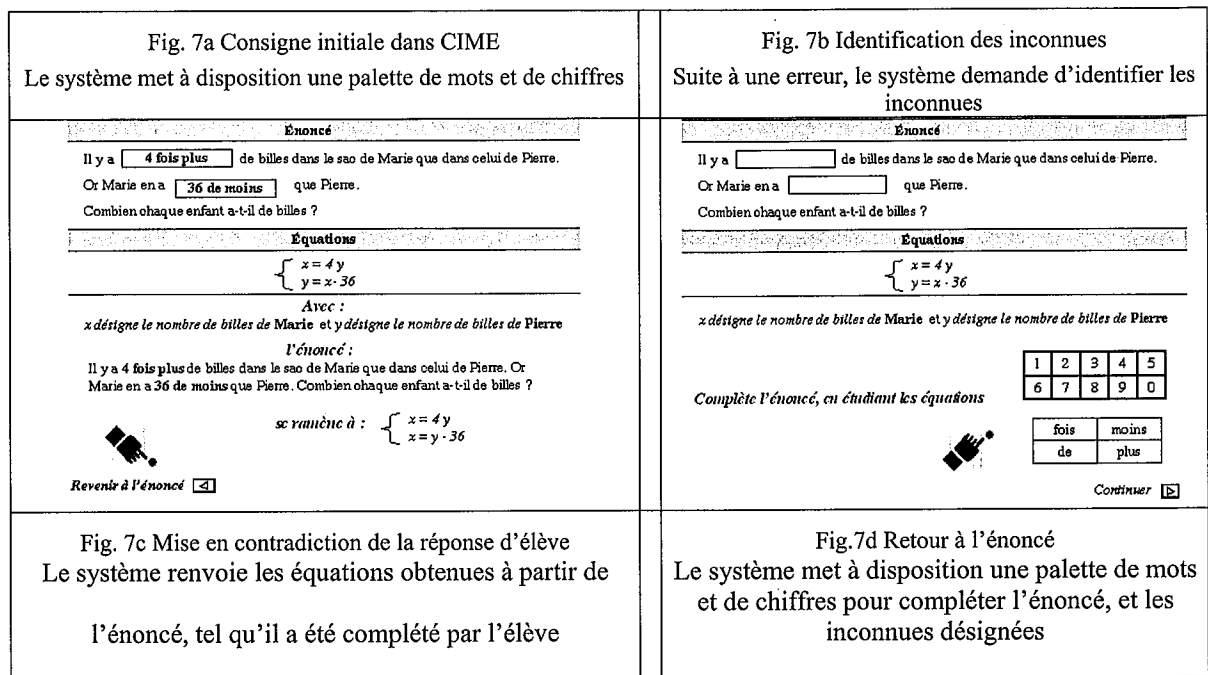 Fig. 7a Consigne initiale dans CIME
Le système met à disposition une palette de mots et de chiffres
Fig. 7b Identification des inconnues
Suite à une erreur, le système demande d'identifier les
inconnues
Énoncé
Il y a 4 fois plus de billes dans le sac de Marie que dans celui de Pierre.
Or Marie en a 36 de moins que Pierre.
Combien chaque enfant a-t-il de billes ?
Équations
x = 4 y
y = x - 36
Avec :
x désigne le nombre de billes de Marie et y désigne le nombre de billes de Pierre
l'énoncé :
Il y a 4 fois plus de billes dans le sac de Marie que dans celui de Pierre. Or
Marie en a 36 de moins que Pierre. Combien chaque enfant a-t-il de billes ?
se ramène à : x = 4 y
x = y - 36
Revenir à l'énoncé
Énoncé
Il y a de billes dans le sac de Marie que dans celui de Pierre.
Or Marie en a que Pierre.
Combien chaque enfant a-t-il de billes ?
Équations
x = 4 y
y = x - 36
x désigne le nombre de billes de Marie et y désigne le nombre de billes de Pierre
1 2 3 4 5
6 7 8 9 0
Complète l'énoncé, en étudiant les équations
fois moins
de plus
Continuer
Fig. 7c Mise en contradiction de la réponse d'élève
Le système renvoie les équations obtenues à partir de
l'énoncé, tel qu'il a été complété par l'élève
Fig.7d Retour à l'énoncé
Le système met à disposition une palette de mots
et de chiffres pour compléter l'énoncé, et les
inconnues désignées